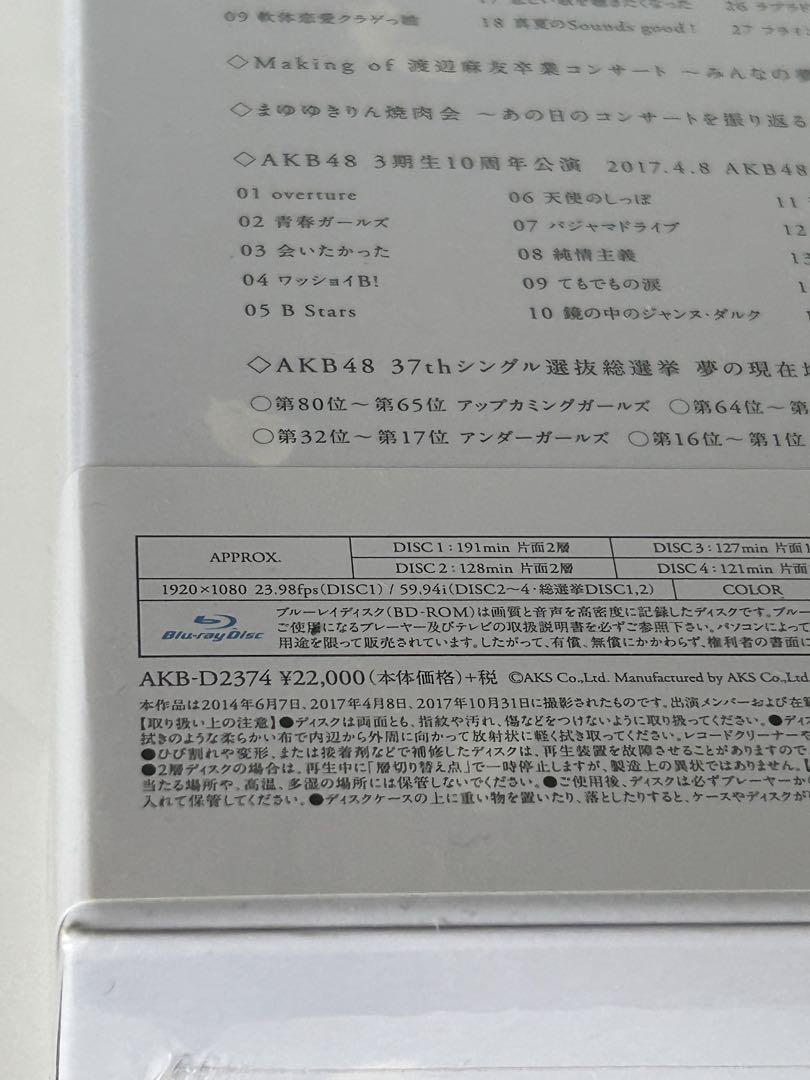 09 軟体恋愛クラゲっ娘
18 真夏のSounds good!
27 フラ
◇Making of 渡辺麻友卒業コンサート ～みんなの夢
◇まゆゆきりん焼肉会 ～あの日のコンサートを振り返る
◇AKB48 3期生10周年公演 2017.4.8 AKB48
01 overture
02 青春ガールズ
03 会いたかった
04 ワッショイB!
05 B Stars
06 天使のしっぽ
07 パジャマドライブ
08 純情主義
09 てもでもの涙
10 鏡の中のジャンヌ・ダルク
11
12
◇AKB48 37thシングル 選抜総選挙 夢の現在
○第80位～第65位 アップカミングガールズ ○第64位～第
○第32位～第17位 アンダーガールズ ○第16位～第1位
APPROX.
DISC 1:191min 片面2層
DISC 3:127min 片面
DISC 2:128min 片面2層
DISC 4:121min 片面
1920×1080 23.98fps(DISC1) / 59.94i(DISC2～4・総選挙DISC1,2)
COLOR
Blu-ray Disc
ブルーレイディスク(BD-ROM)は画質と音声を高密度に記録したディスクです。ブルー
ご使用になるプレーヤー及びテレビの取扱説明書を必ずご参照下さい。パソコンによって
用途を限って販売されています。したがって、有償、無償にかかわらず、権利者の書面に
AKB-D2374 ¥22,000(本体価格)+税 ©AKS Co.,Ltd. Manufactured by AKS Co.,Ltd.
本作品は2014年6月7日、2017年4月8日、2017年10月31日に撮影されたものです。出演メンバーおよび在
【取り扱い上の注意】●ディスクは両面とも、指紋や汚れ、傷などをつけないように取り扱ってください。●ディ
拭きのような柔らかい布で内辺から外周に向かって放射状に軽く拭き取ってください。レコードクリーナーや
●ひび割れや変形、または接着剤などで補修したディスクは、再生装置を故障させることがありますので
●2層ディスクの場合は、再生中に「層切り替え点」で一時停止しますが、製造上の異状ではありません。【
当たる場所や、高温、多湿の場所には保管しないでください。●ご使用後、ディスクは必ずプレーヤーか
入れて保管してください。●ディスクケースの上に重い物を置いたり、落としたりすると、ケースやディスクが